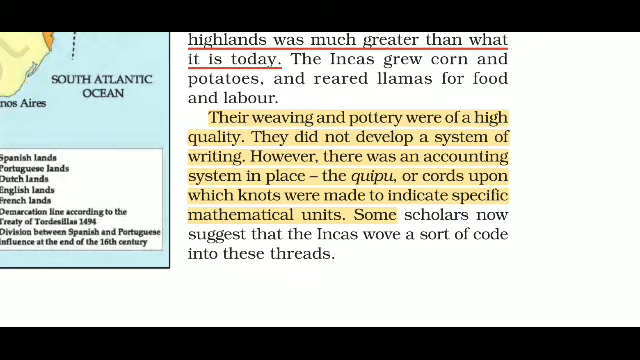 SOUTH ATLANTIC
OCEAN
nos Aires
Spanish lands
Portuguese lands
Dutch lands
English lands
French lands
Demarcation line according to the
Treaty of Tordesillas 1494
Division between Spanish and Portuguese
Influence at the end of the 16th century
highlands was much greater than what
it is today. The Incas grew corn and
potatoes, and reared llamas for food
and labour.
Their weaving and pottery were of a high
quality. They did not develop a system of
writing. However, there was an accounting
system in place – the quipu, or cords upon
which knots were made to indicate specific
mathematical units. Some scholars now
suggest that the Incas wove a sort of code
into these threads.